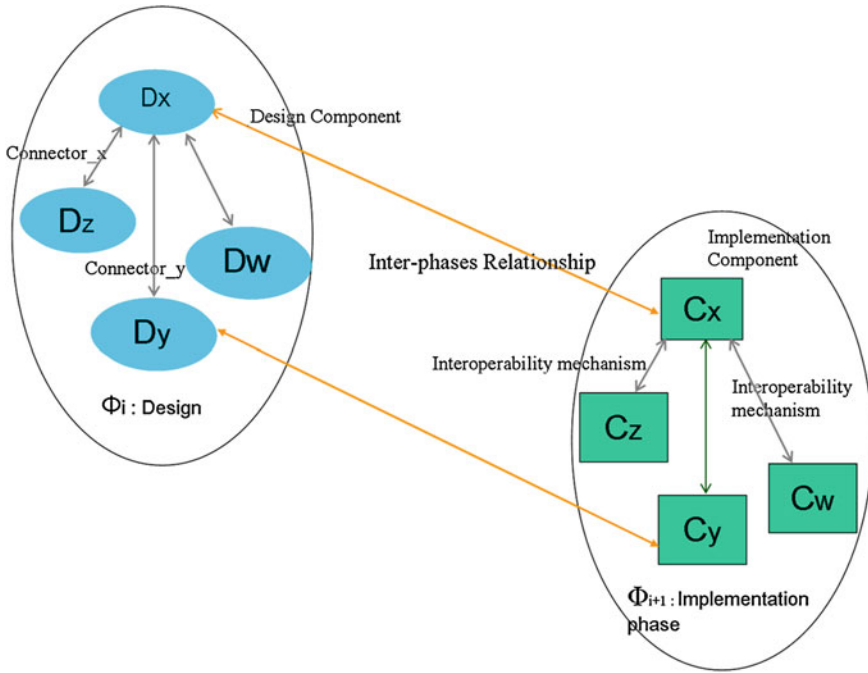 Dx
Design Component
Connector_x
Dz
Dw
Connector_y
Dy
Φi : Design
Inter-phases Relationship
Implementation
Component
Cx
Interoperability mechanism
Interoperability
mechanism
Cz
Cw
Cy
Φi+1 : Implementation
phase